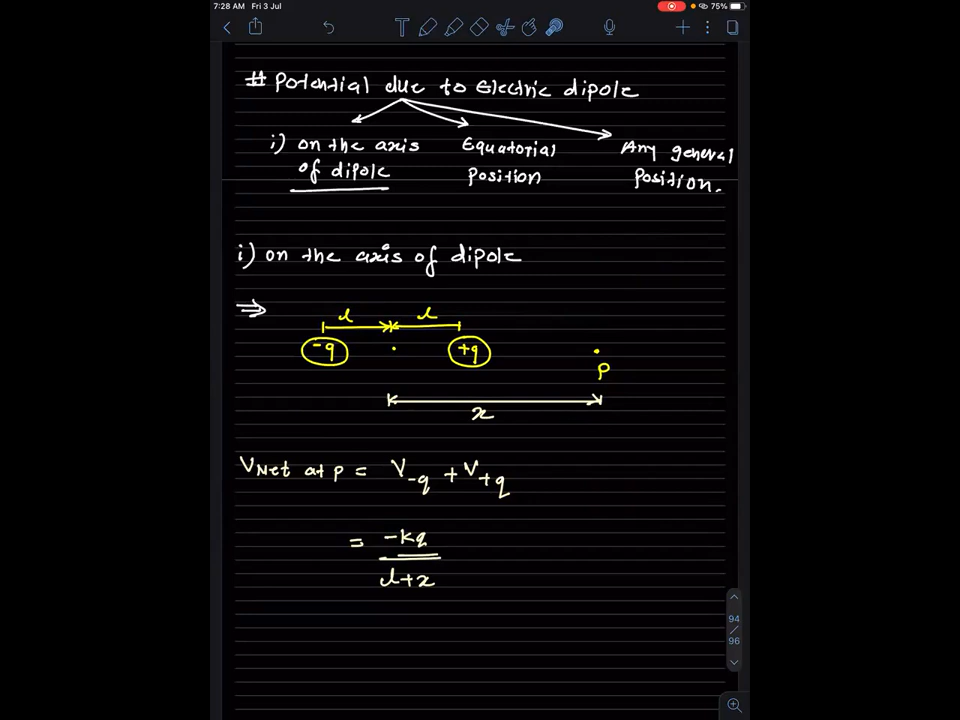 7:28 AM Fri 3 Jul 75%
# Potential due to Electric dipole
i) on the axis of dipole
Equatorial Position
Any general Position.
i) on the axis of dipole
⇒
l l
-q +q
P
x
VNet at P = V-q + V+q
= -kq
l+x
94
/
96